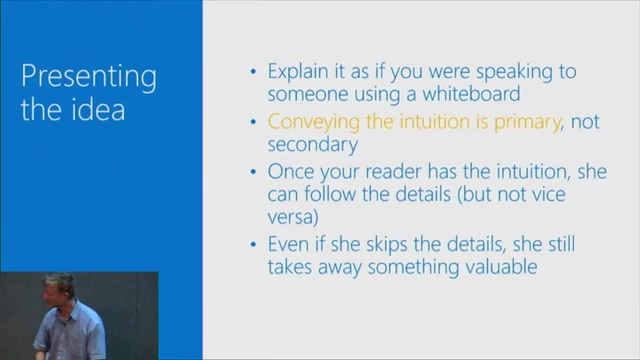 Presenting
the idea
• Explain it as if you were speaking to
someone using a whiteboard
• Conveying the intuition is primary, not
secondary
• Once your reader has the intuition, she
can follow the details (but not vice
versa)
• Even if she skips the details, she still
takes away something valuable